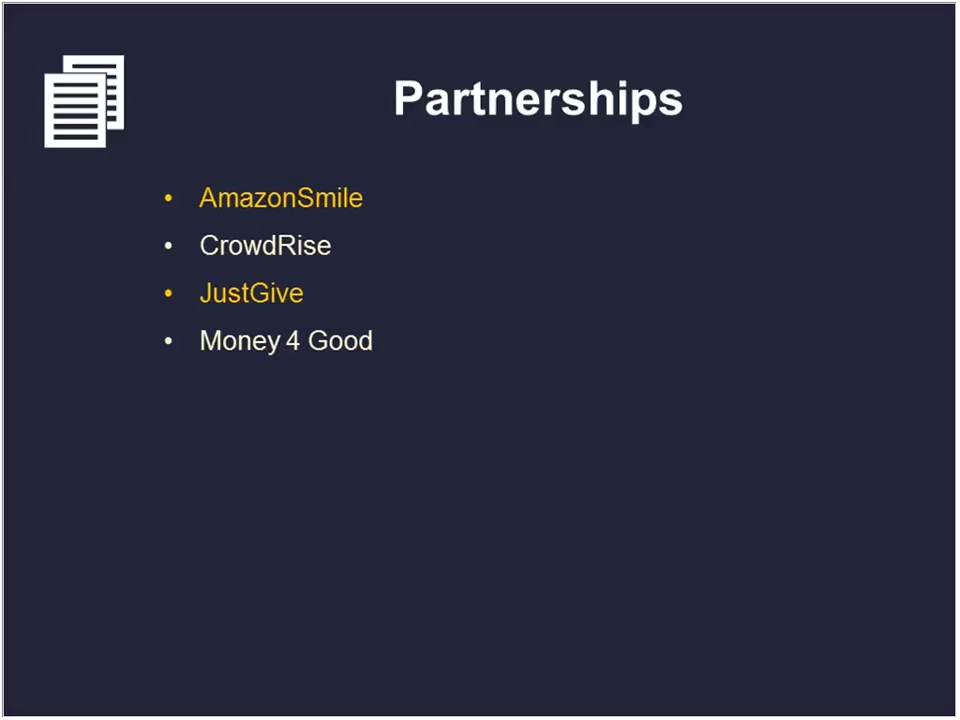 Partnerships
• AmazonSmile
• CrowdRise
• JustGive
• Money 4 Good